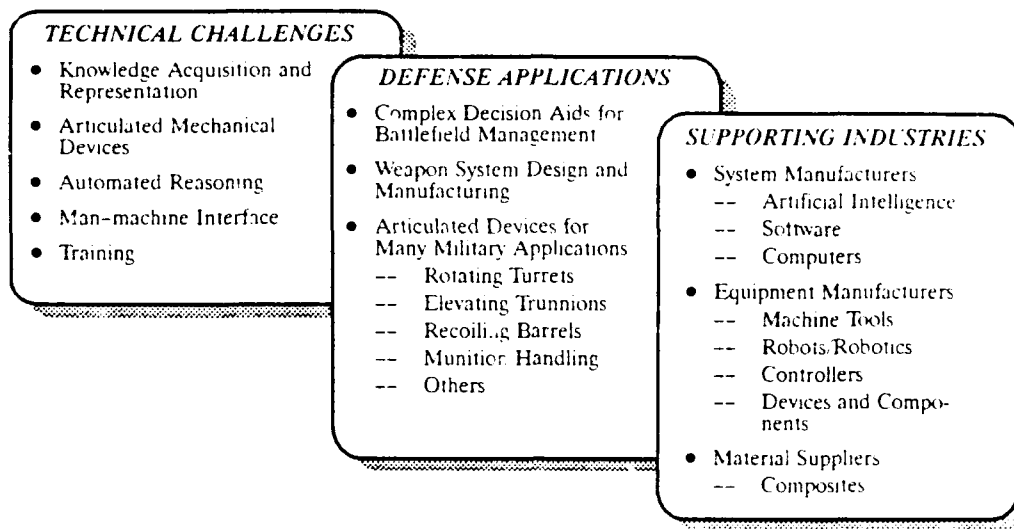 TECHNICAL CHALLENGES
• Knowledge Acquisition and
Representation
• Articulated Mechanical
Devices
• Automated Reasoning
• Man-machine Interface
• Training
DEFENSE APPLICATIONS
• Complex Decision Aids for
Battlefield Management
• Weapon System Design and
Manufacturing
• Articulated Devices for
Many Military Applications
-- Rotating Turrets
-- Elevating Trunnions
-- Recoiling Barrels
-- Munition Handling
-- Others
SUPPORTING INDUSTRIES
• System Manufacturers
-- Artificial Intelligence
-- Software
-- Computers
• Equipment Manufacturers
-- Machine Tools
-- Robots/Robotics
-- Controllers
-- Devices and Compo-
nents
• Material Suppliers
-- Composites